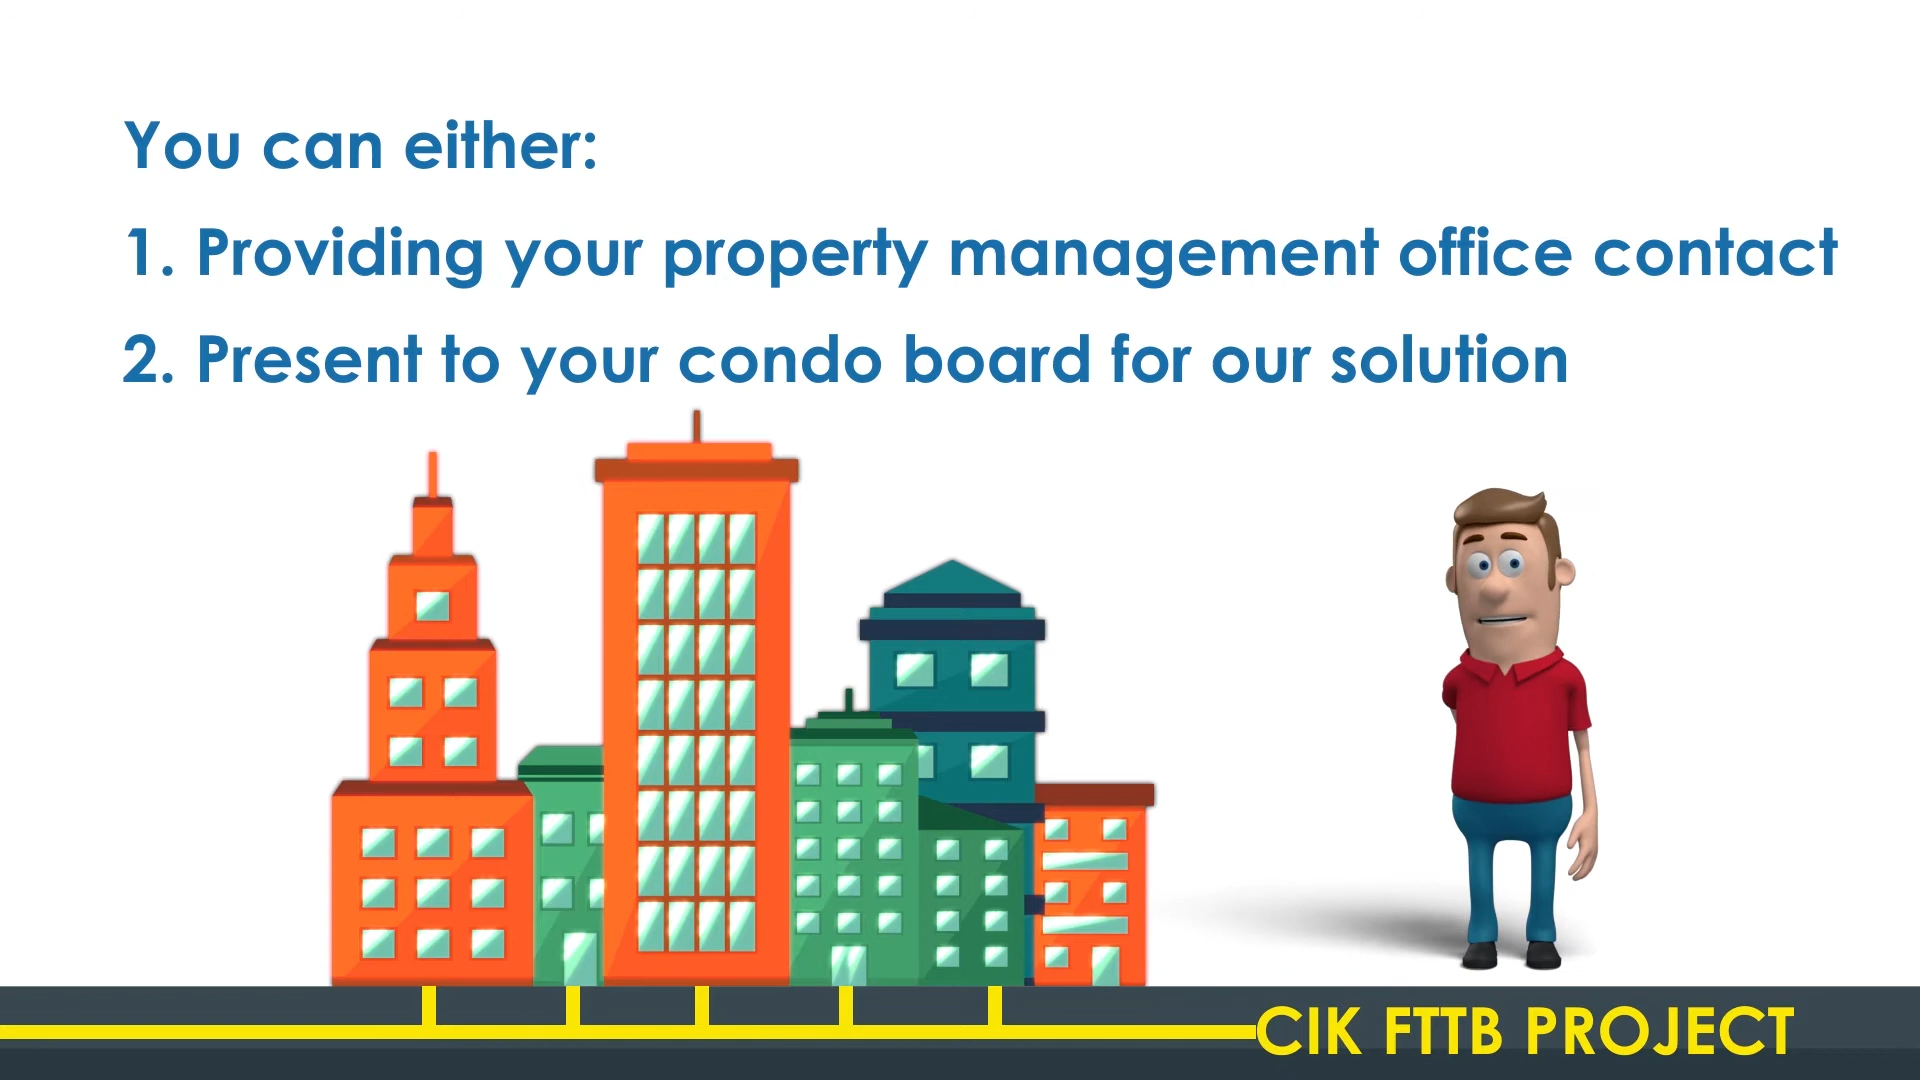 You can either:
1. Providing your property management office contact
2. Present to your condo board for our solution
CIK FTTB PROJECT